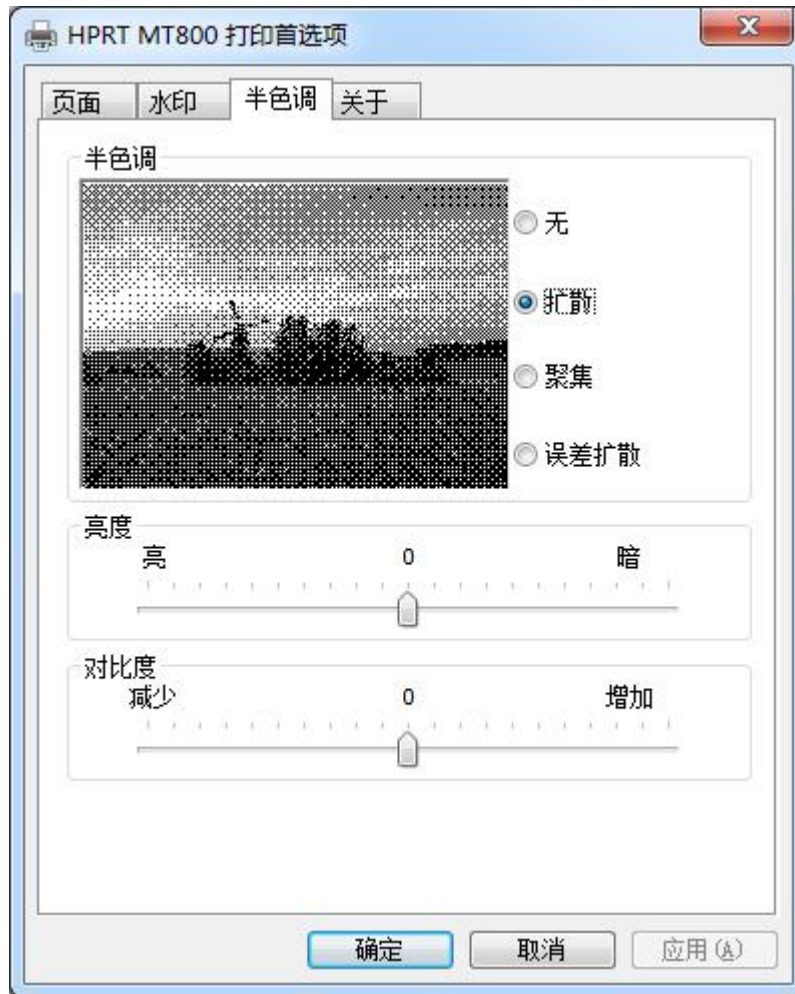 HPRT MT800 打印首选项
页面 水印 半色调 关于
半色调
无
扩散
聚集
误差扩散
亮度
亮 0 暗
对比度
减少 0 增加
确定 取消 应用(A)